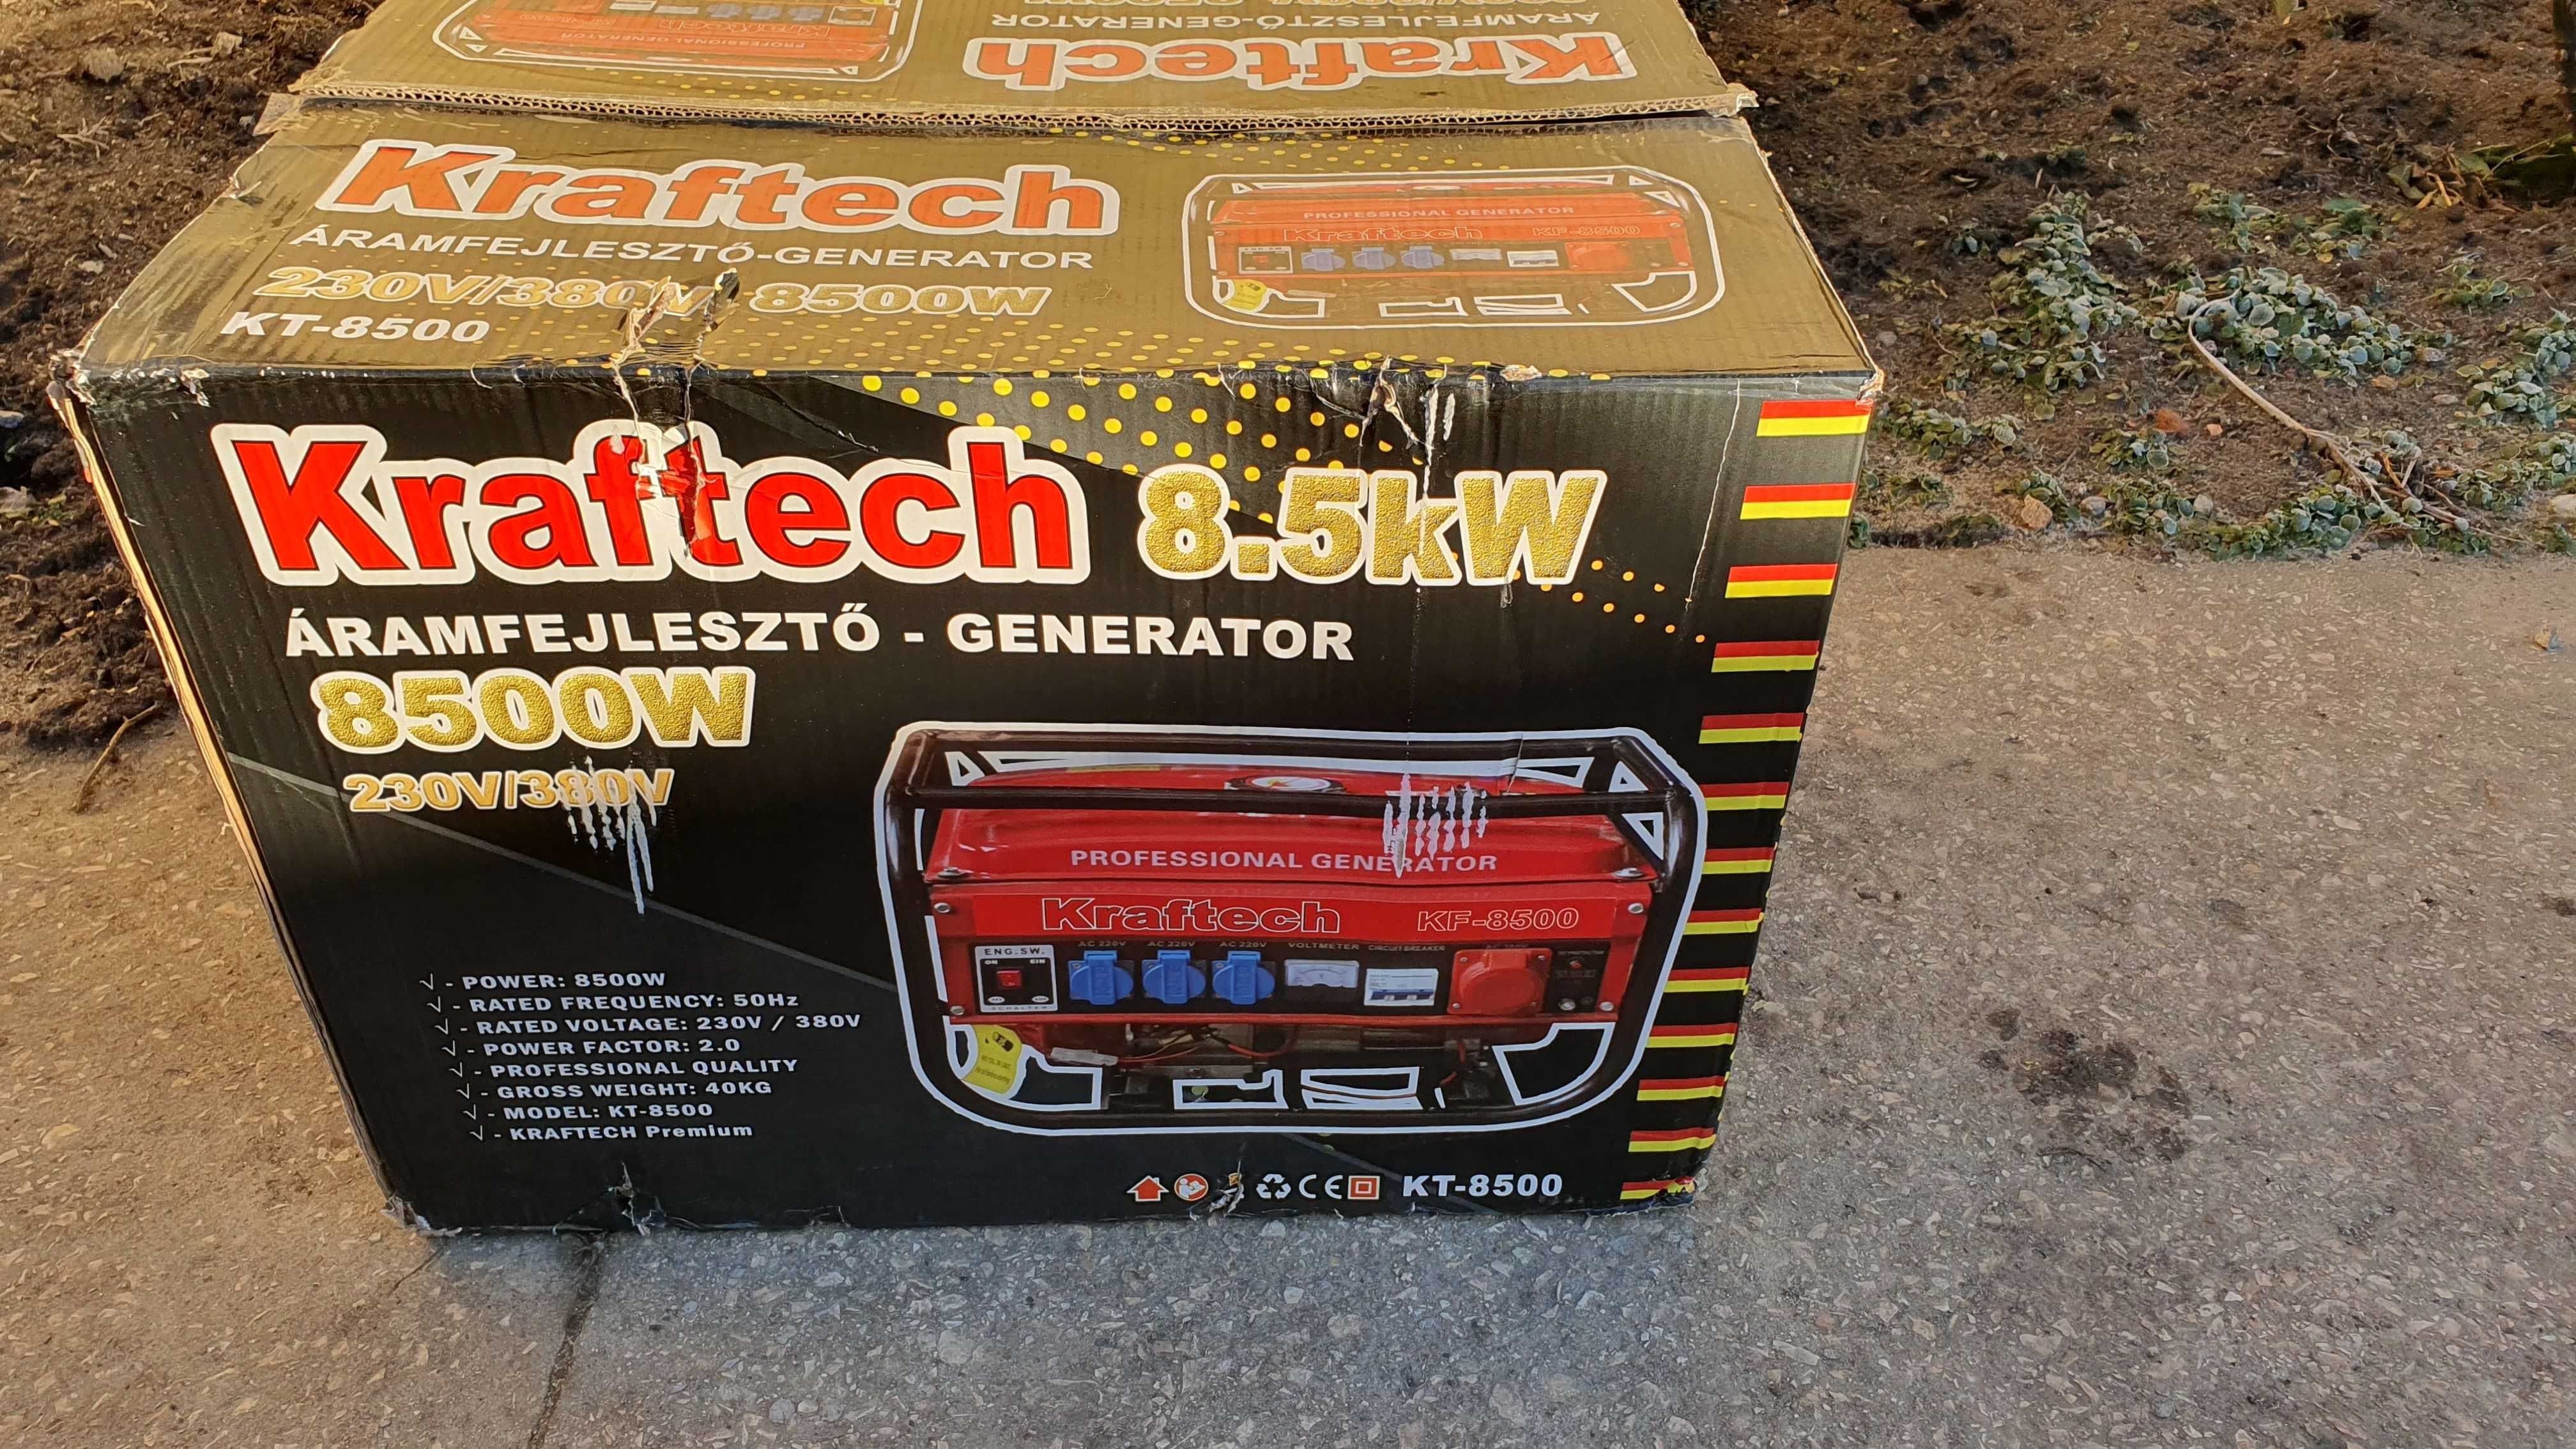 Kraftech
ÁRAMFEJLESZTŐ-GENERATOR
Kraftech
ÁRAMFEJLESZTŐ-GENERATOR
230V/380V 8500W
KT-8500
PROFESSIONAL GENERATOR
Kraftech KF-8500
Kraftech 8.5kW
ÁRAMFEJLESZTŐ - GENERATOR
8500W
230V/380V
PROFESSIONAL GENERATOR
Kraftech KF-8500
ENG.SW.
ON EIN
AC 220V AC 220V AC 220V VOLTMETER CIRCUIT BREAKER
SCHALTER
√ - POWER: 8500W
√ - RATED FREQUENCY: 50Hz
√ - RATED VOLTAGE: 230V / 380V
√ - POWER FACTOR: 2.0
√ - PROFESSIONAL QUALITY
√ - GROSS WEIGHT: 40KG
√ - MODEL: KT-8500
√ - KRAFTECH Premium
CE KT-8500